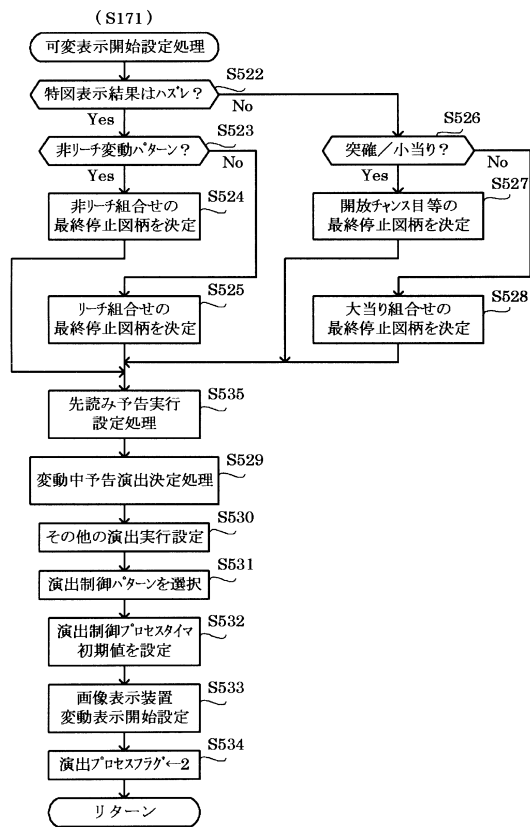 (S171)
可変表示開始設定処理
S522
特図表示結果はハズレ?
No
Yes
S523
非リーチ変動パターン?
No
Yes
S524
非リーチ組合せの
最終停止図柄を決定
S526
突確/小当り?
No
Yes
S527
開放チャンス目等の
最終停止図柄を決定
S525
リーチ組合せの
最終停止図柄を決定
S528
大当り組合せの
最終停止図柄を決定
S535
先読み予告実行
設定処理
S529
変動中予告演出決定処理
S530
その他の演出実行設定
S531
演出制御パターンを選択
S532
演出制御プロセスタイマ
初期値を設定
S533
画像表示装置
変動表示開始設定
S534
演出プロセスフラグ←2
リターン